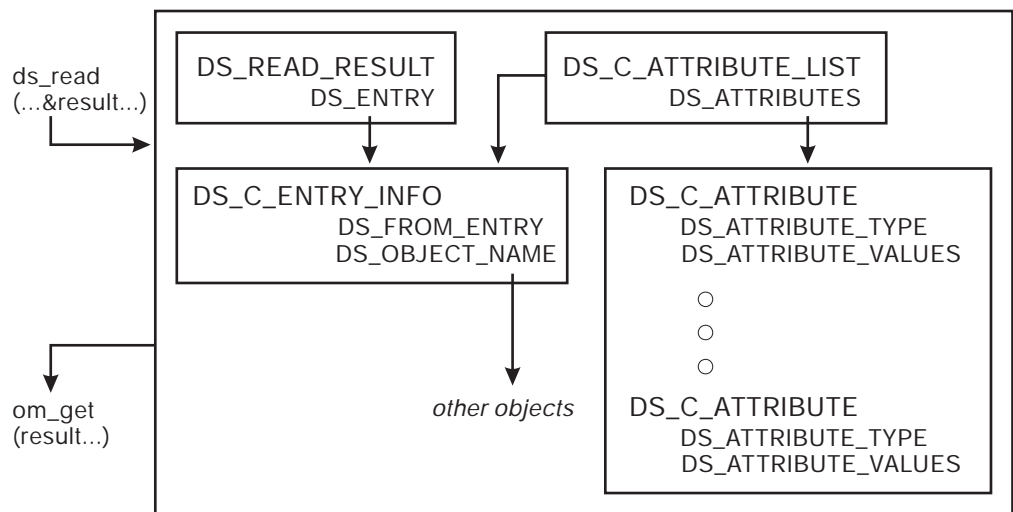 ds_read
(...&result...)
DS_READ_RESULT
DS_ENTRY
DS_C_ATTRIBUTE_LIST
DS_ATTRIBUTES
DS_C_ENTRY_INFO
DS_FROM_ENTRY
DS_OBJECT_NAME
DS_C_ATTRIBUTE
DS_ATTRIBUTE_TYPE
DS_ATTRIBUTE_VALUES
other objects
DS_C_ATTRIBUTE
DS_ATTRIBUTE_TYPE
DS_ATTRIBUTE_VALUES
om_get
(result...)